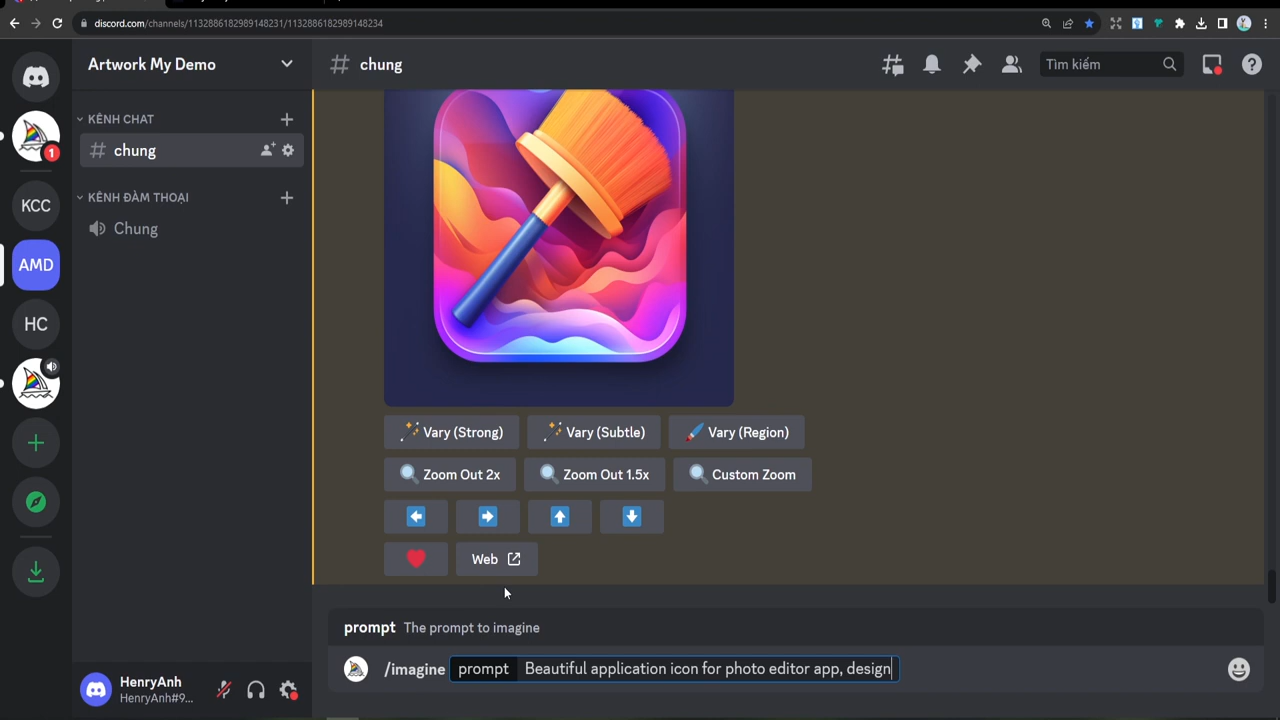 discord.com/channels/1132886182989148231/1132886182989148234
Artwork My Demo
chung
Tìm kiếm
KÊNH CHAT
chung
KÊNH ĐÀM THOẠI
Chung
1
KCC
AMD
HC
Vary (Strong)
Vary (Subtle)
Vary (Region)
Zoom Out 2x
Zoom Out 1.5x
Custom Zoom
Web
prompt The prompt to imagine
/imagine prompt Beautiful application icon for photo editor app, design
HenryAnh
HenryAnh#9...